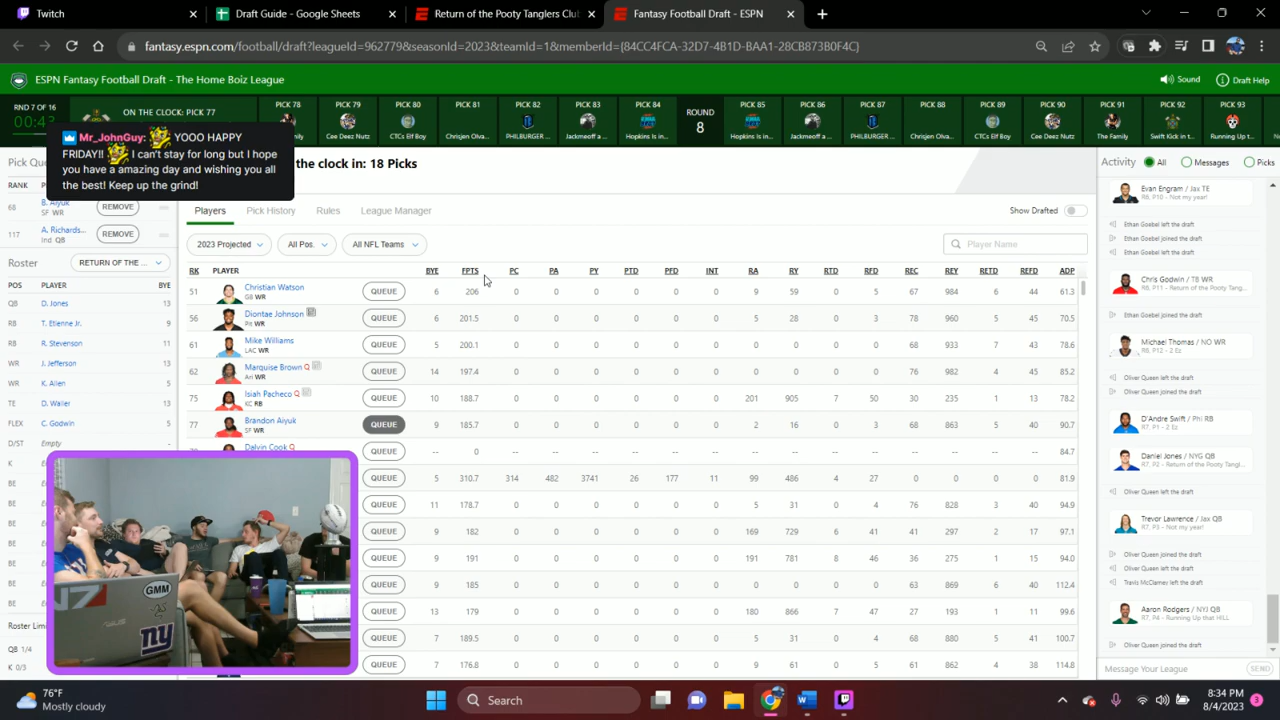 Twitch
Draft Guide - Google Sheets
Return of the Pooty Tanglers Clu
Fantasy Football Draft - ESPN
fantasy.espn.com/football/draft?leagueId=962779&seasonId=2023&teamId=1&memberId={84CC4FCA-32D7-4B1D-BAA1-28CB873B0F4C}
ESPN Fantasy Football Draft - The Home Boiz League
Sound
Draft Help
RND 7 OF 16
00:43
ON THE CLOCK: PICK 77
PICK 78
The Family
PICK 79
Cee Deez Nutz
PICK 80
CTCs Elf Boy
PICK 81
Chrisjen Olva...
PICK 82
PHILBURGER...
PICK 83
Jackmeoff a ...
PICK 84
Hopkins Is in...
ROUND
8
PICK 85
Hopkins Is in...
PICK 86
Jackmeoff a ...
PICK 87
PHILBURGER...
PICK 88
Chrisjen Olva...
PICK 89
CTCs Elf Boy
PICK 90
Cee Deez Nutz
PICK 91
The Family
PICK 92
Swift Kick in t...
PICK 93
Running Up t...
Mr_JohnGuy: YOOO HAPPY
FRIDAY!! I can't stay for long but I hope
you have a amazing day and wishing you all
the best! Keep up the grind!
the clock in: 18 Picks
Pick Qu
RANK
68 B. Aiyuk SF WR REMOVE
117 A. Richards... Ind QB REMOVE
Roster RETURN OF THE ...
POS PLAYER BYE
QB D. Jones 13
RB T. Etienne Jr. 9
RB R. Stevenson 11
WR J. Jefferson 13
WR K. Allen 5
TE D. Waller 13
FLEX C. Godwin 5
D/ST Empty -
K
BE
BE
BE
BE
BE
BE
Roster Lim
QB 1/4
K 0/3
Players
Pick History
Rules
League Manager
Show Drafted
2023 Projected
All Pos.
All NFL Teams
Player Name
RK PLAYER BYE FPTS PC PA PY PTD PFD INT RA RY RTD RFD REC REY RETD REFD ADP
51 Christian Watson GB WR QUEUE 0 0 0 0 0 0 9 59 5 67 984 6 44 61.3
56 Diontae Johnson Pit WR QUEUE 6 201.5 0 0 0 0 0 0 5 28 0 3 78 905 5 45 70.5
61 Mike Williams LAC WR QUEUE 5 200.1 0 0 0 0 0 0 0 0 0 0 68 7 43 78.6
62 Marquise Brown Q Ari WR QUEUE 14 197.4 0 0 0 0 0 0 0 0 0 0 76 4 45 85.2
75 Isiah Pacheco Q KC RB QUEUE 0 0 0 0 0 0 201 905 7 50 30 1 13 78.2
77 Brandon Aiyuk SF WR QUEUE 0 0 0 0 0 0 16 0 3 68 5 40 90.7
Dalvin Cook Q QUEUE -- 0 -- -- -- -- -- -- -- -- -- -- -- -- -- -- 84.7
QUEUE 310.7 314 482 3741 26 177 11 99 486 4 27 0 0 0 0 81.9
QUEUE 178.7 0 0 0 0 0 0 5 31 0 4 76 828 3 40 94.9
QUEUE 9 0 0 0 0 0 0 169 729 6 41 41 297 2 17 97.1
QUEUE 9 191 0 0 0 0 0 0 191 781 5 46 36 275 1 15 94.0
QUEUE 9 185 0 0 0 0 0 0 0 0 0 0 63 869 6 40 112.4
QUEUE 13 179 0 0 0 0 0 0 180 866 7 47 27 193 1 11 99.6
QUEUE 189.5 0 0 0 0 0 0 5 31 0 4 68 880 5 41 100.7
QUEUE 7 176.8 0 0 0 0 0 0 9 61 0 5 61 862 4 38 114.8
Activity
All
Messages
Picks
Evan Engram / Jax TE
R6, P10 - Not my year!
Ethan Goebel left the draft
Ethan Goebel joined the draft
Ethan Goebel left the draft
Chris Godwin / TB WR
R6, P11 - Return of the Pooty Tang...
Ethan Goebel joined the draft
Michael Thomas / NO WR
R6, P12 - 2 Ez
Oliver Queen left the draft
Oliver Queen joined the draft
D'Andre Swift / Phi RB
R7, P1 - 2 Ez
Daniel Jones / NYG QB
R7, P2 - Return of the Pooty Tangl...
Oliver Queen left the draft
Trevor Lawrence / Jax QB
R7, P3 - Not my year!
Oliver Queen joined the draft
Oliver Queen left the draft
Travis McClarney left the draft
Aaron Rodgers / NYJ QB
R7, P4 - Running Up that HILL
Oliver Queen joined the draft
Message Your League
SEND
GMM
ny
76°F
Mostly cloudy
Search
8:34 PM
8/4/2023
3